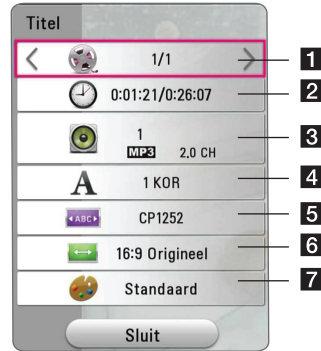 Titel
1/1
1
0:01:21/0:26:07
2
1
MP3 2,0 CH
3
A 1 KOR
4
ABC CP1252
5
16:9 Origineel
6
Standaard
7
Sluit